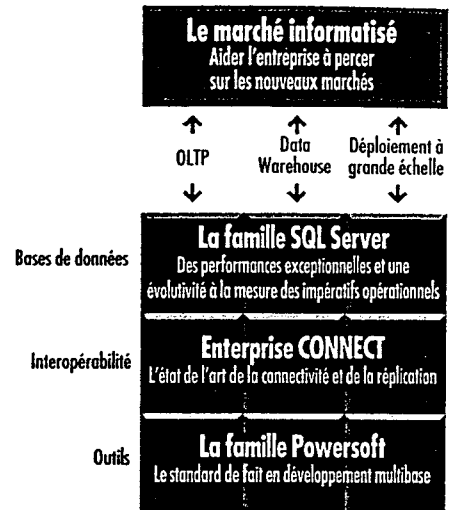 Le marché informatisé
Aider l'entreprise à percer
sur les nouveaux marchés
OLTP
Data
Warehouse
Déploiement à
grande échelle
Bases de données
La famille SQL Server
Des performances exceptionnelles et une
évolutivité à la mesure des impératifs opérationnels
Interopérabilité
Enterprise CONNECT
L'état de l'art de la connectivité et de la réplication
Outils
La famille Powersoft
Le standard de fait en développement multibase